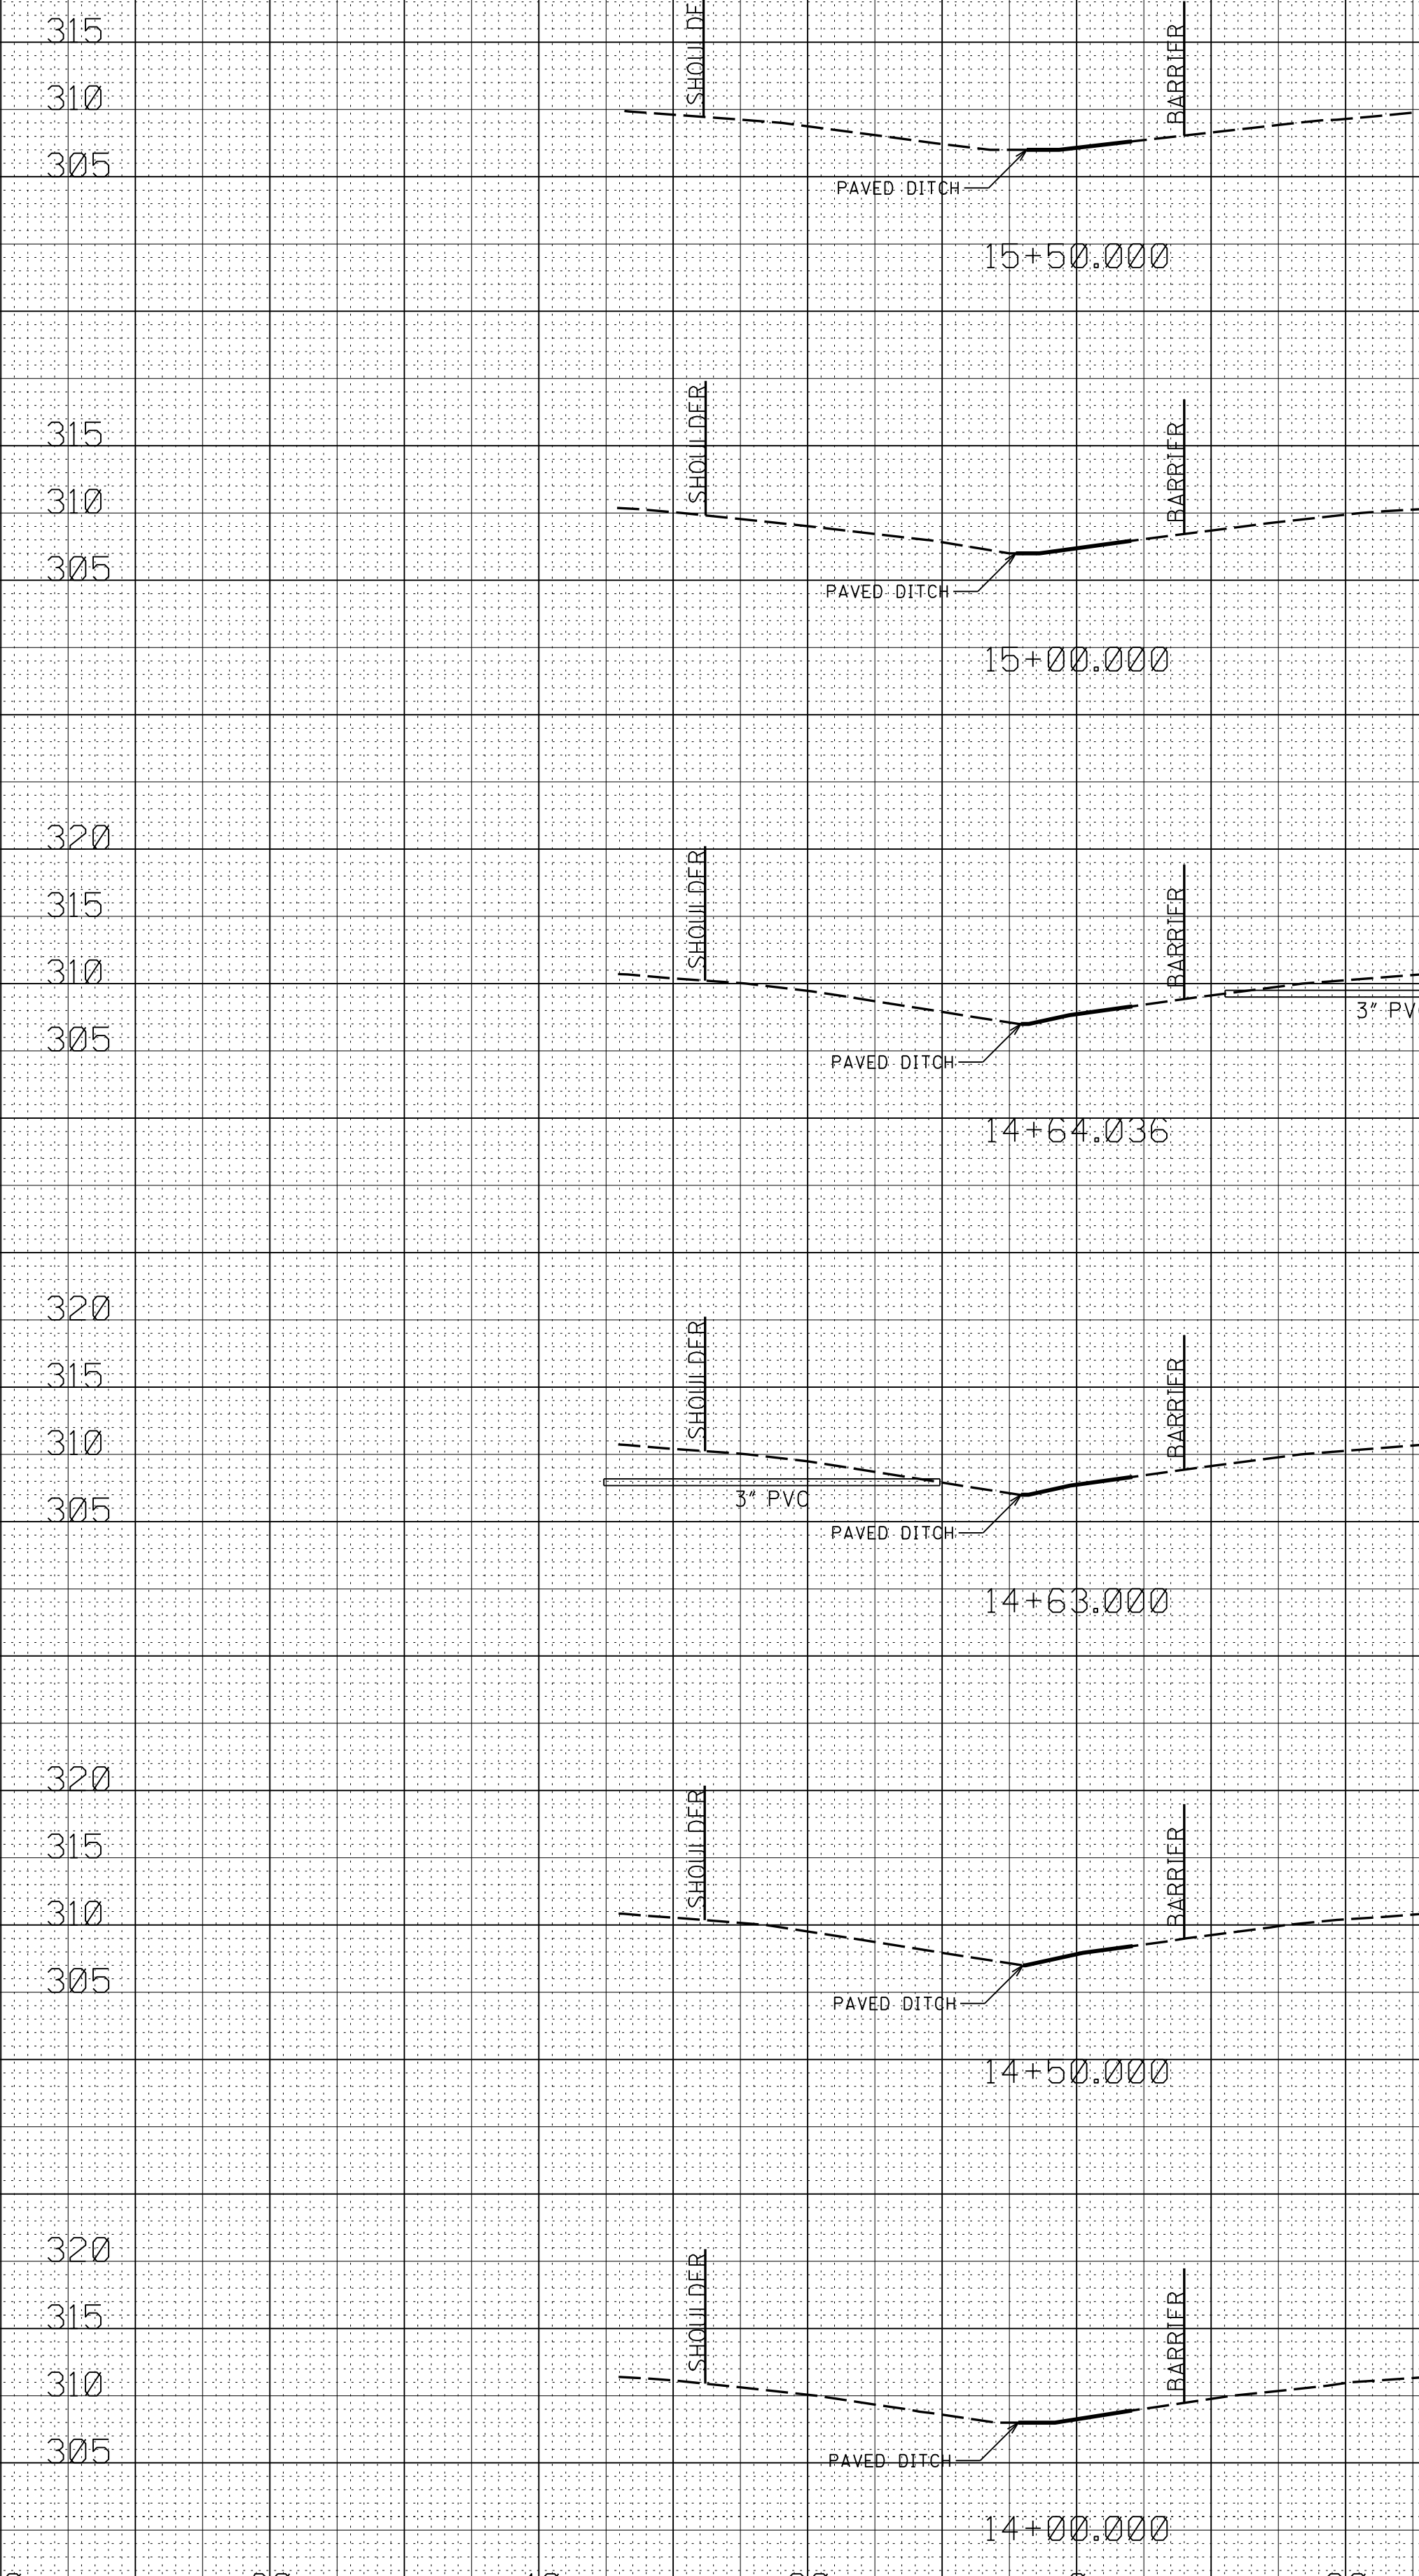 315
SHOULDE
BARRIER
310
305
PAVED DITCH
15+50.000
SHOULDER
BARRIER
315
310
305
PAVED DITCH
15+00.000
320
SHOULDER
BARRIER
315
310
3" PV
305
PAVED DITCH
14+64.036
320
SHOULDER
BARRIER
315
310
3" PVC
305
PAVED DITCH
14+63.000
320
SHOULDER
BARRIER
315
310
305
PAVED DITCH
14+50.000
320
SHOULDER
BARRIER
315
310
305
PAVED DITCH
14+00.000